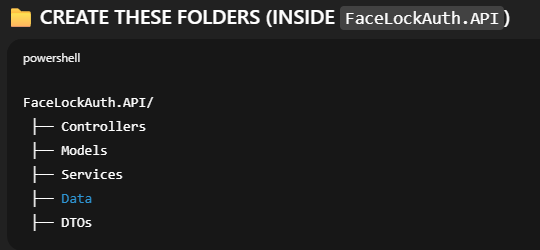 📁 CREATE THESE FOLDERS (INSIDE FaceLockAuth.API)
powershell
FaceLockAuth.API/
├── Controllers
├── Models
├── Services
├── Data
├── DTOs